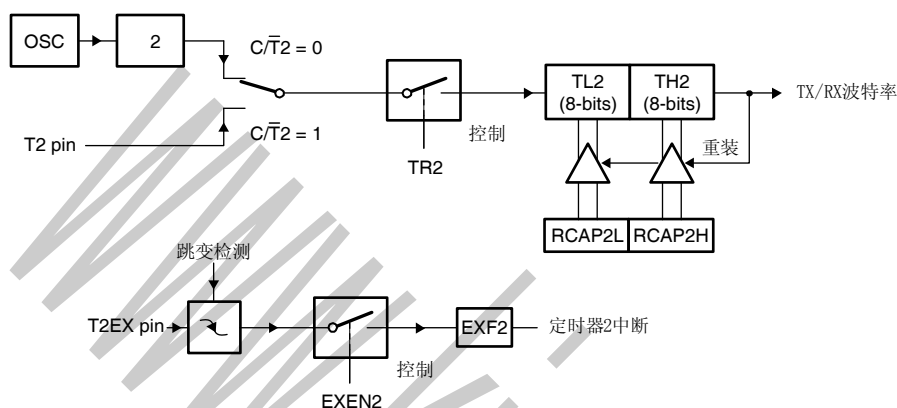 OSC
2
C/T̅2 = 0
C/T̅2 = 1
T2 pin
控制
TR2
TL2
(8-bits)
TH2
(8-bits)
TX/RX波特率
重装
RCAP2L
RCAP2H
跳变检测
T2EX pin
控制
EXEN2
EXF2
定时器2中断